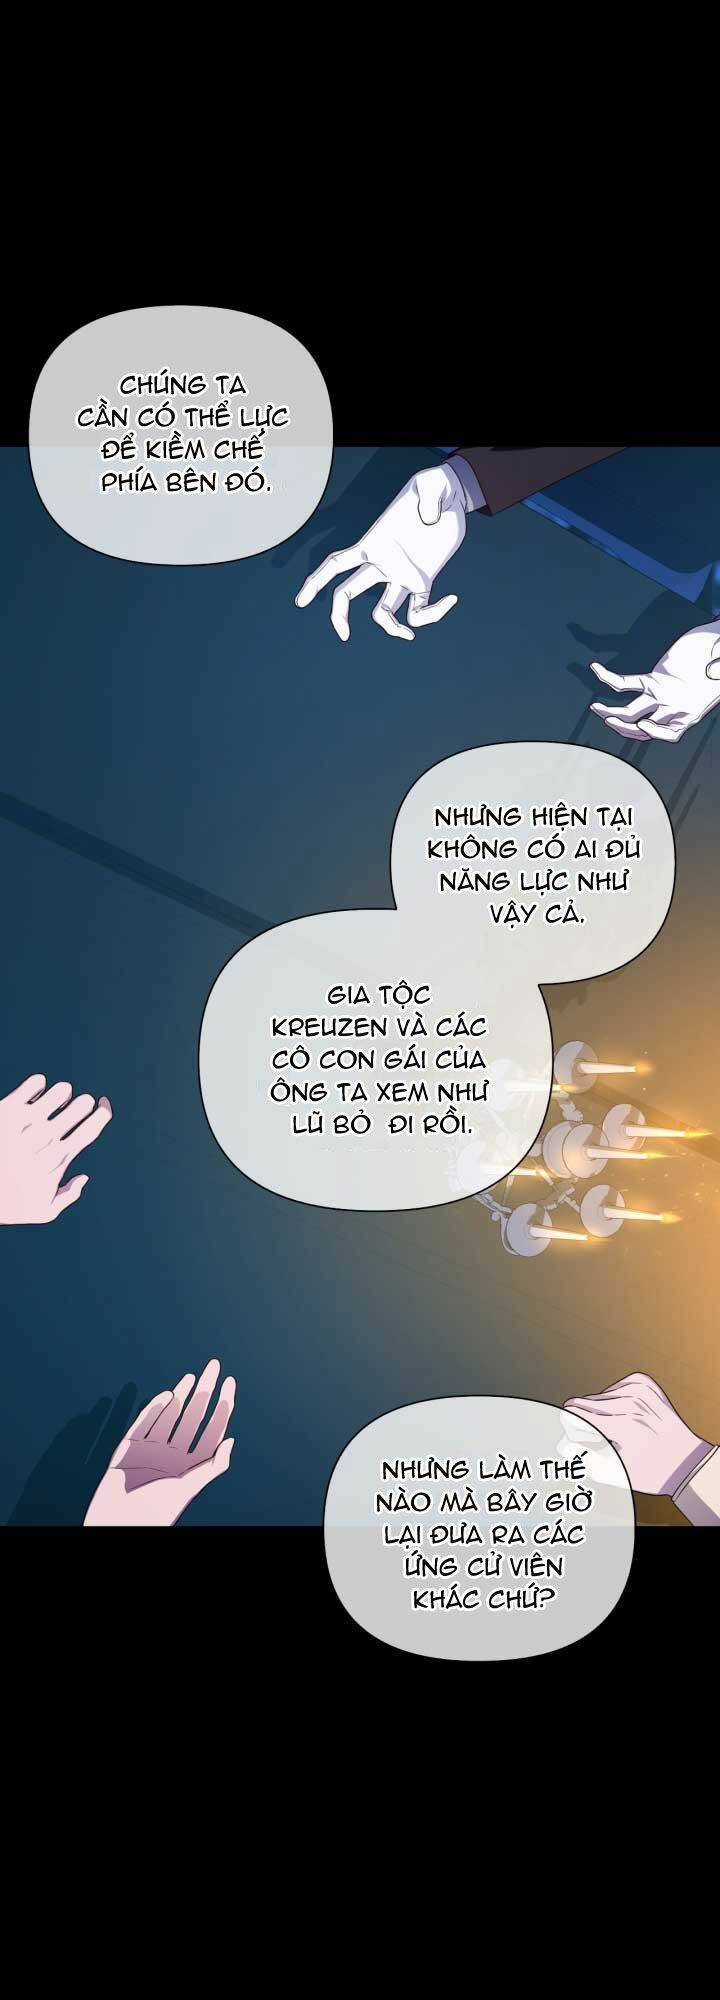 CHÚNG TA
CẦN CÓ THỂ LỰC
ĐỂ KIỀM CHẾ
PHÍA BÊN ĐÓ.
NHƯNG HIỆN TẠI
KHÔNG CÓ AI ĐỦ
NĂNG LỰC NHƯ
VẬY CẢ.
GIA TỘC
KREUZEN VÀ CÁC
CÔ CON GÁI CỦA
ÔNG TA XEM NHƯ
LŨ BỎ ĐI RỒI.
NHƯNG LÀM THẾ
NÀO MÀ BÂY GIỜ
LẠI ĐƯA RA CÁC
ỨNG CỬ VIÊN
KHÁC CHỨ?